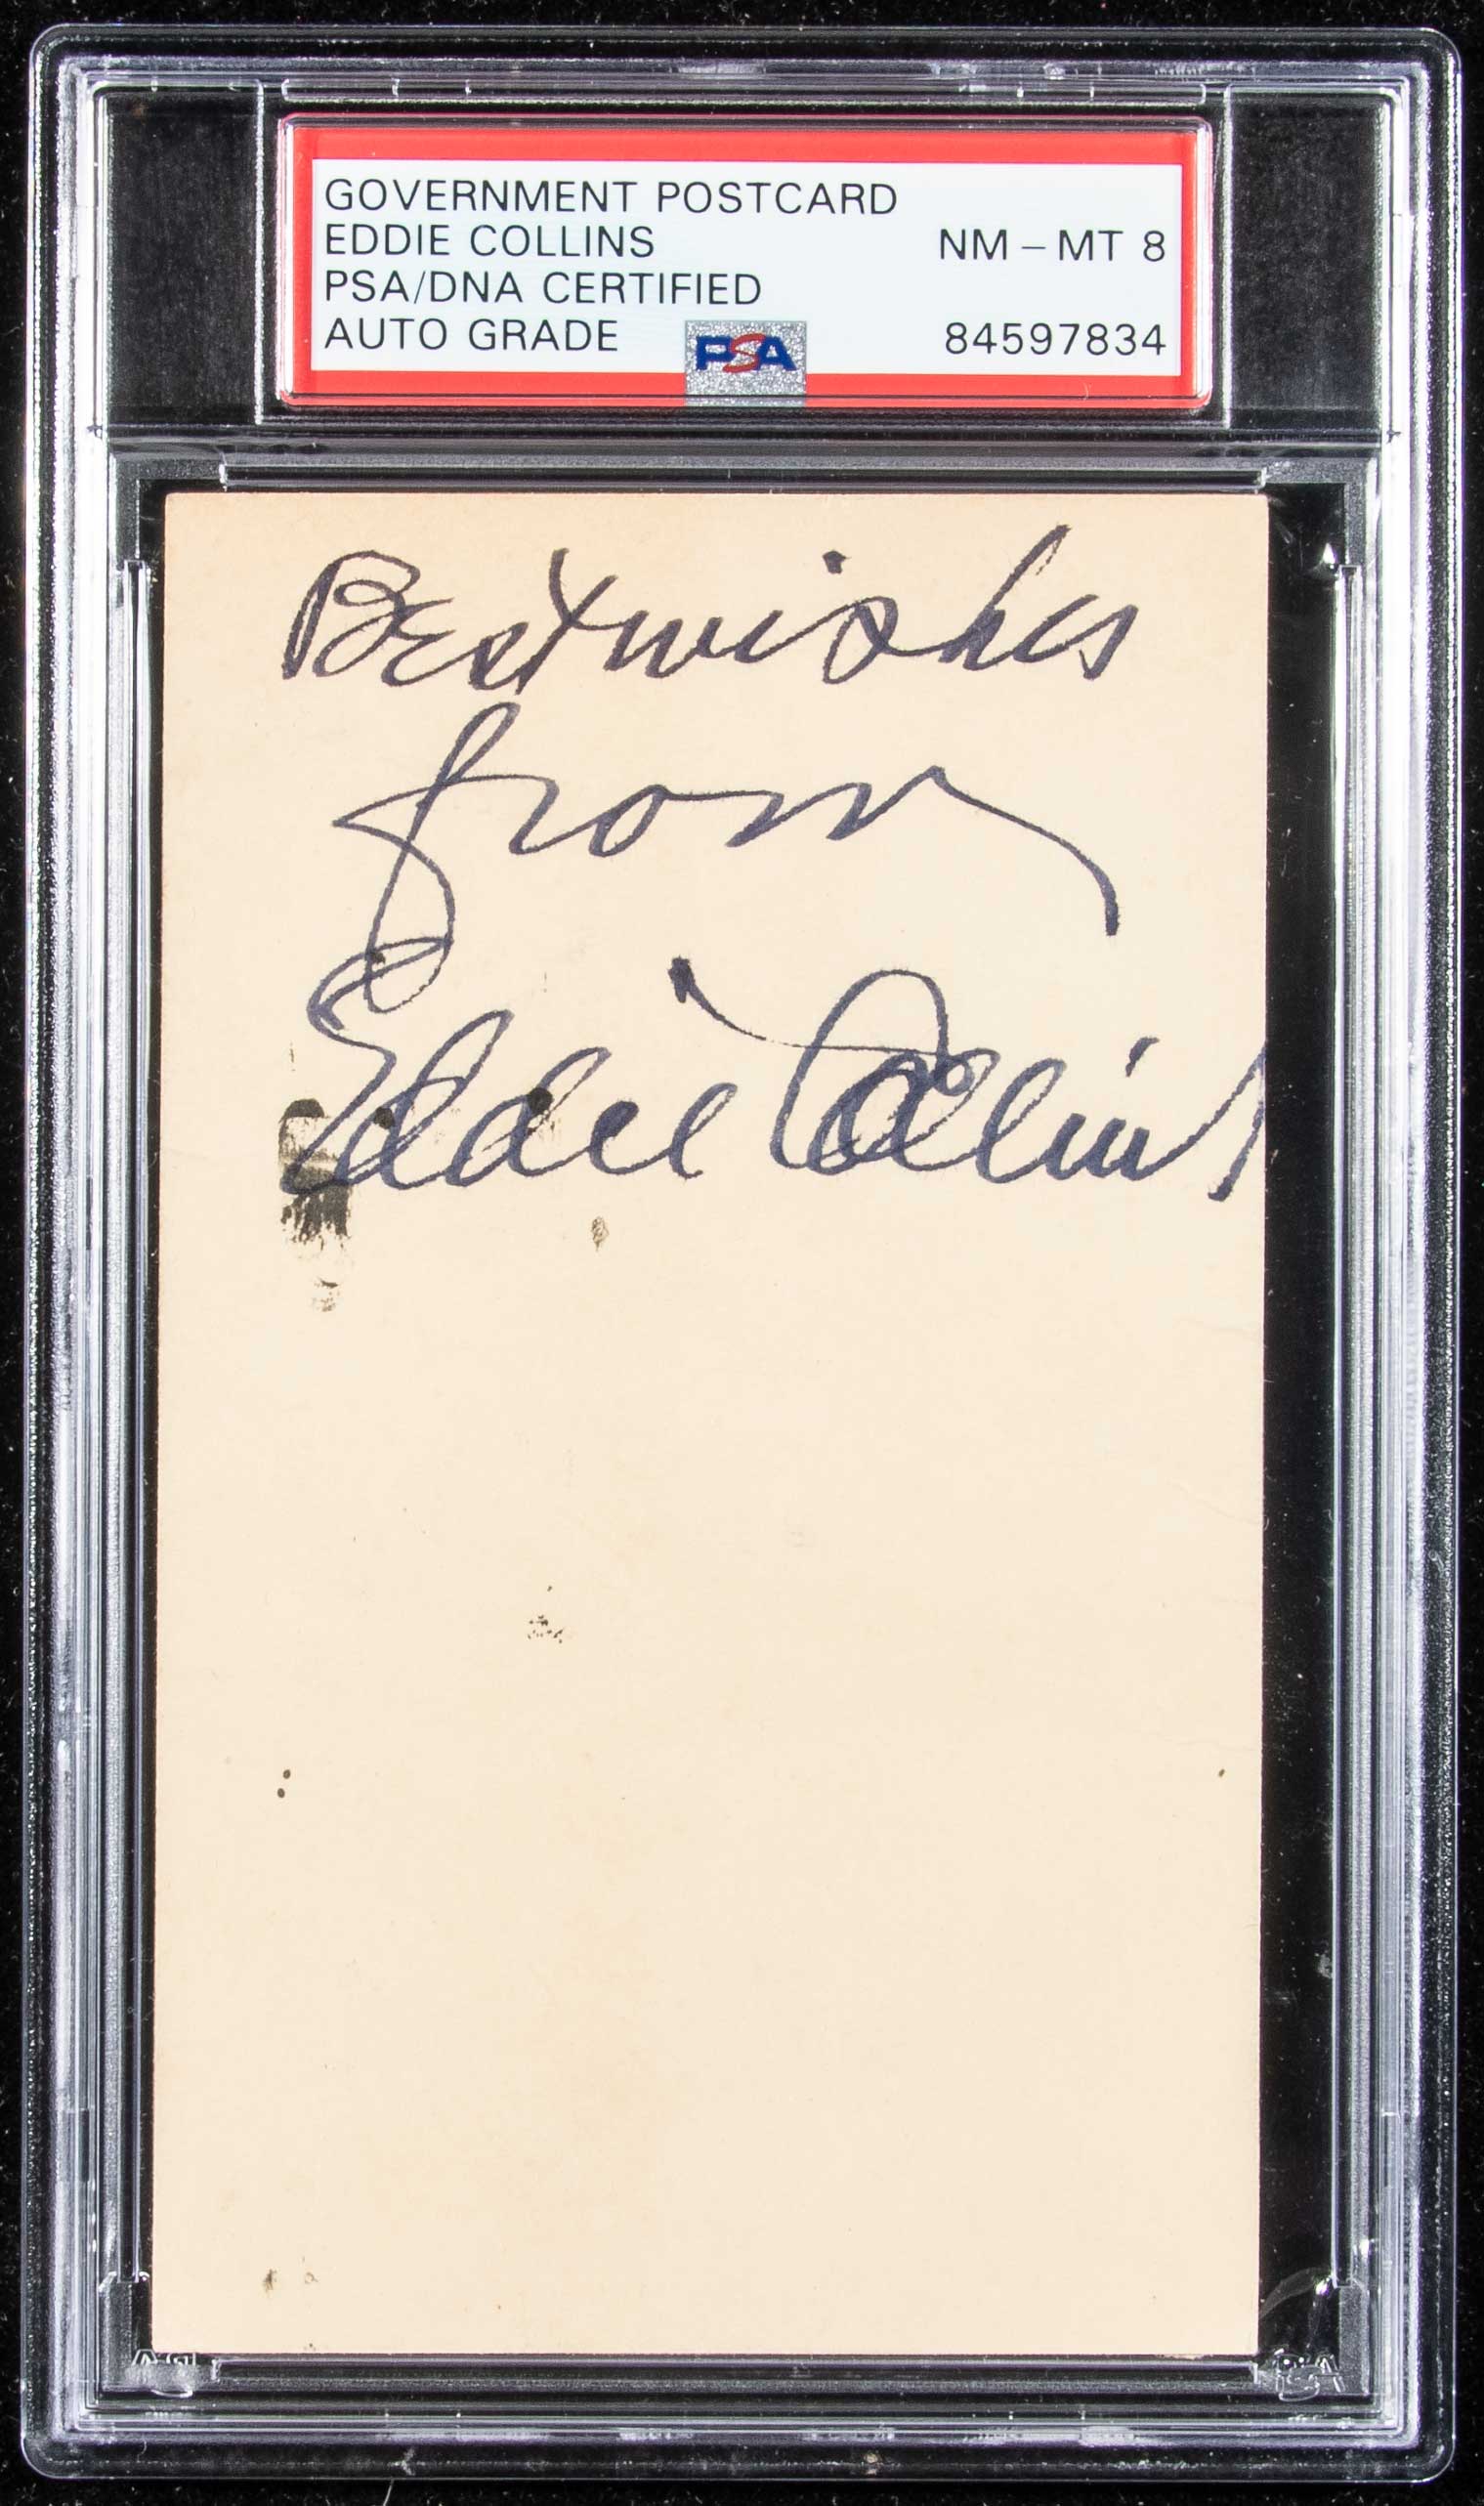 GOVERNMENT POSTCARD
EDDIE COLLINS NM - MT 8
PSA/DNA CERTIFIED
AUTO GRADE PSA 84597834
Best wishes
from
Eddie Collins
PSA